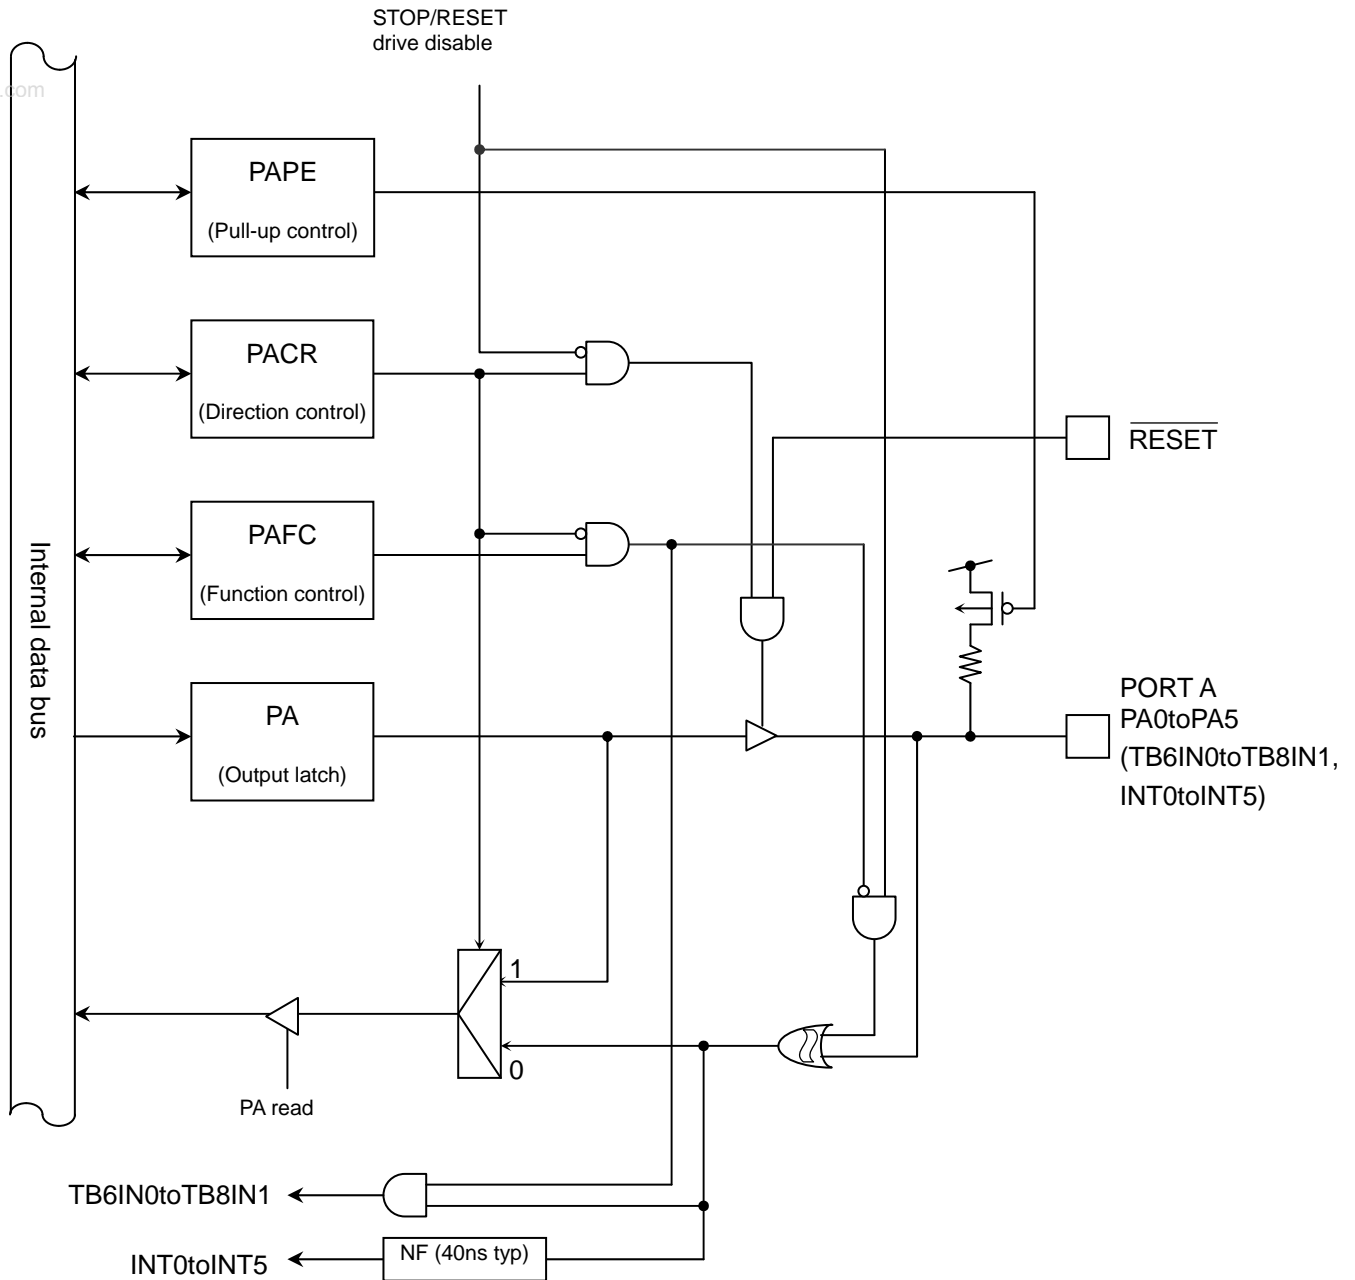 STOP/RESET
drive disable
.com
PAPE
(Pull-up control)
PACR
(Direction control)
RESET
PAFC
(Function control)
Internal data bus
PA
(Output latch)
PORT A
PA0toPA5
(TB6IN0toTB8IN1,
INT0toINT5)
1
0
PA read
TB6IN0toTB8IN1
NF (40ns typ)
INT0toINT5